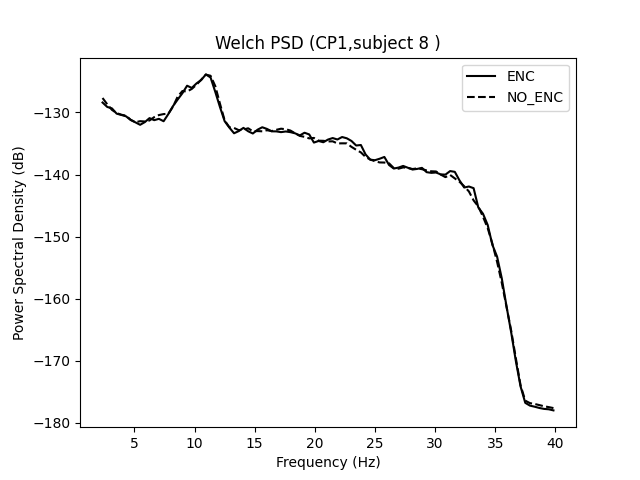 Welch PSD (CP1,subject 8 )
ENC
NO_ENC
Power Spectral Density (dB)
−130
−140
−150
−160
−170
−180
5 10 15 20 25 30 35 40
Frequency (Hz)